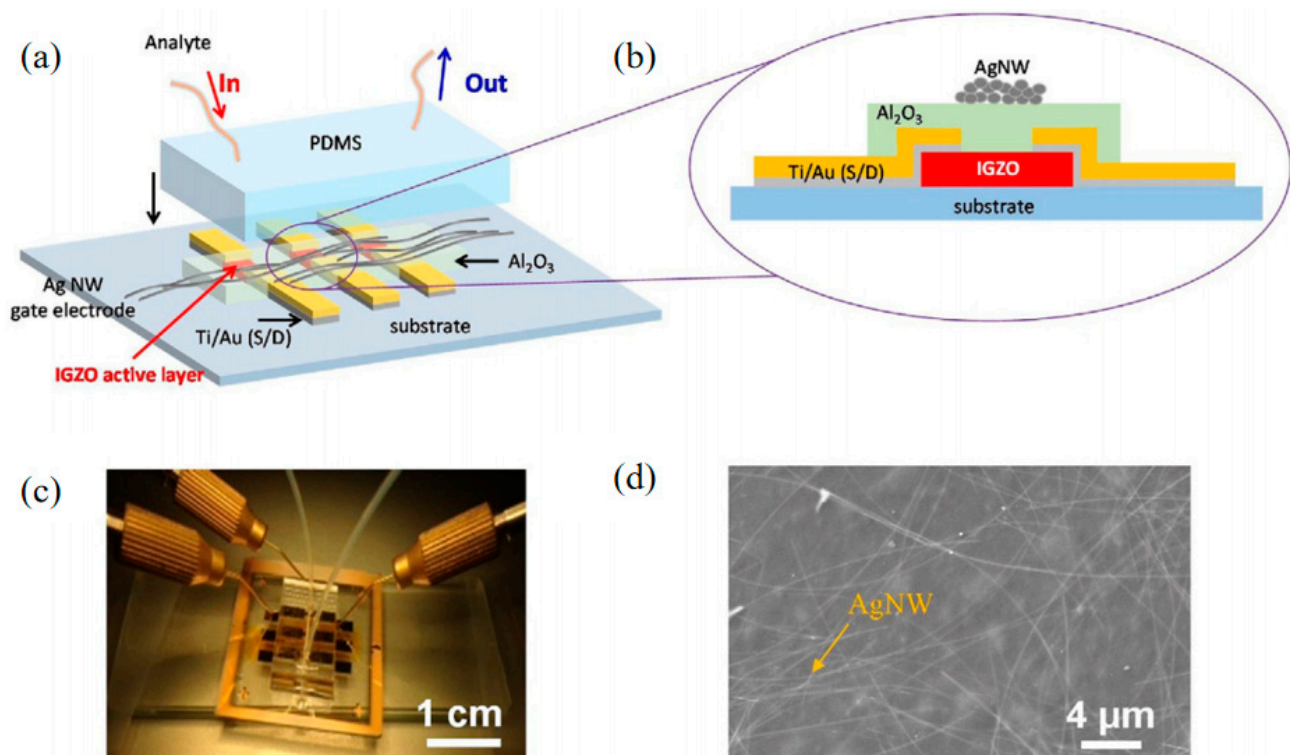 (a)
Analyte
In
Out
PDMS
Al₂O₃
Ag NW
gate electrode
Ti/Au (S/D)
substrate
IGZO active layer
(b)
AgNW
Al₂O₃
Ti/Au (S/D)
IGZO
substrate
(c)
1 cm
(d)
AgNW
4 μm